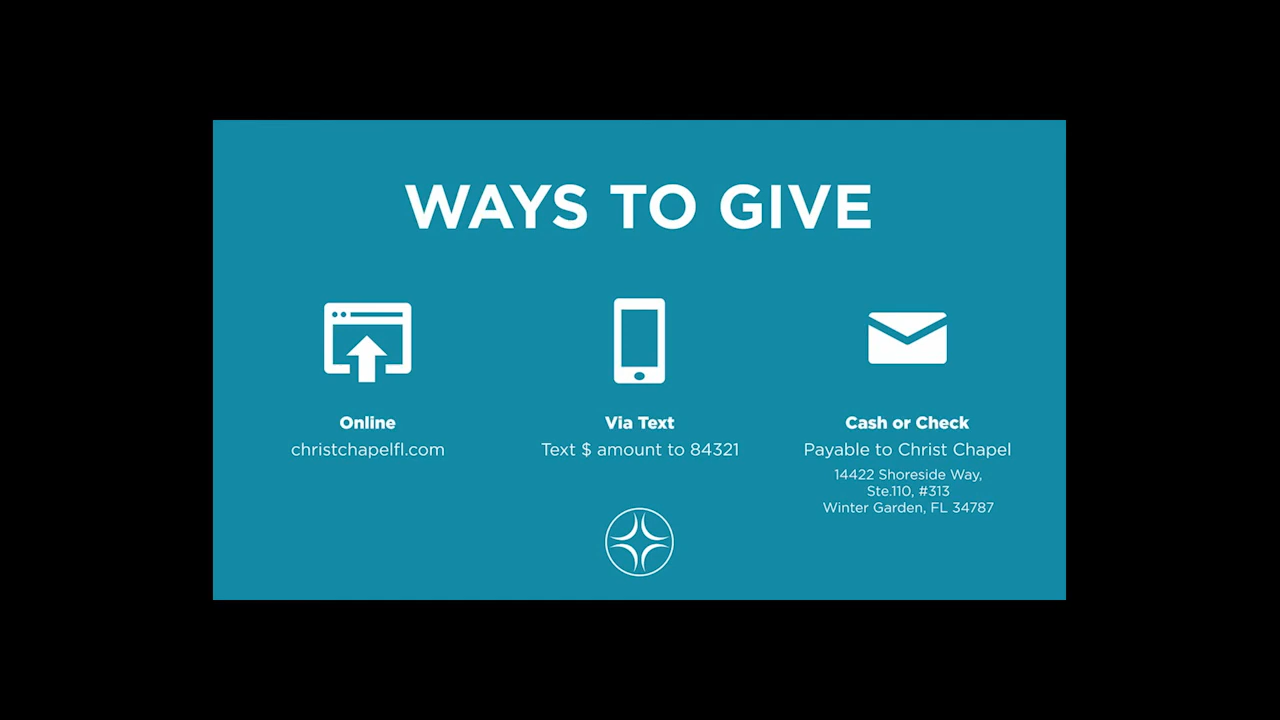 WAYS TO GIVE
Online
christchapelfl.com
Via Text
Text $ amount to 84321
Cash or Check
Payable to Christ Chapel
14422 Shoreside Way,
Ste.110, #313
Winter Garden, FL 34787